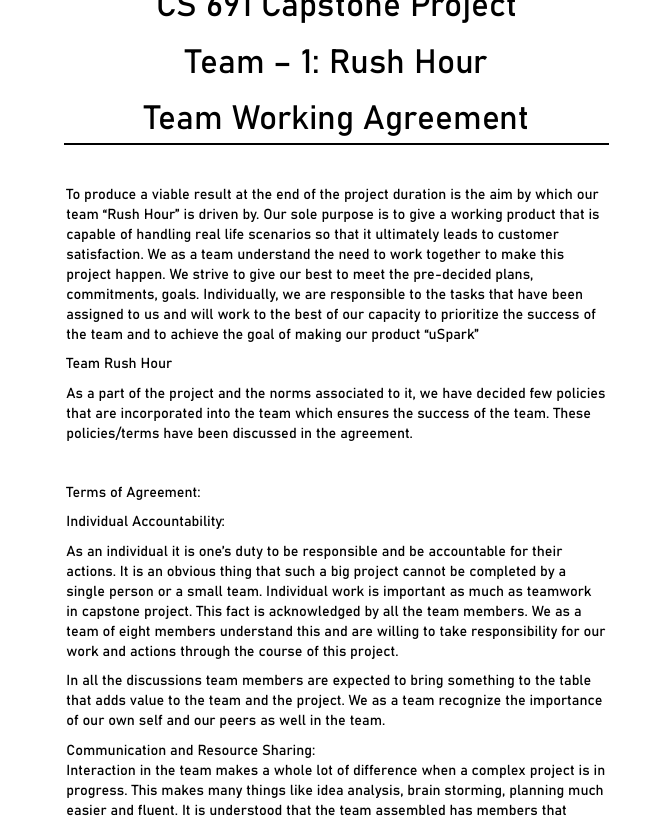 CS 691 Capstone Project
Team – 1: Rush Hour
Team Working Agreement
To produce a viable result at the end of the project duration is the aim by which our
team “Rush Hour” is driven by. Our sole purpose is to give a working product that is
capable of handling real life scenarios so that it ultimately leads to customer
satisfaction. We as a team understand the need to work together to make this
project happen. We strive to give our best to meet the pre-decided plans,
commitments, goals. Individually, we are responsible to the tasks that have been
assigned to us and will work to the best of our capacity to prioritize the success of
the team and to achieve the goal of making our product “uSpark”
Team Rush Hour
As a part of the project and the norms associated to it, we have decided few policies
that are incorporated into the team which ensures the success of the team. These
policies/terms have been discussed in the agreement.
Terms of Agreement:
Individual Accountability:
As an individual it is one’s duty to be responsible and be accountable for their
actions. It is an obvious thing that such a big project cannot be completed by a
single person or a small team. Individual work is important as much as teamwork
in capstone project. This fact is acknowledged by all the team members. We as a
team of eight members understand this and are willing to take responsibility for our
work and actions through the course of this project.
In all the discussions team members are expected to bring something to the table
that adds value to the team and the project. We as a team recognize the importance
of our own self and our peers as well in the team.
Communication and Resource Sharing:
Interaction in the team makes a whole lot of difference when a complex project is in
progress. This makes many things like idea analysis, brain storming, planning much
easier and fluent. It is understood that the team assembled has members that